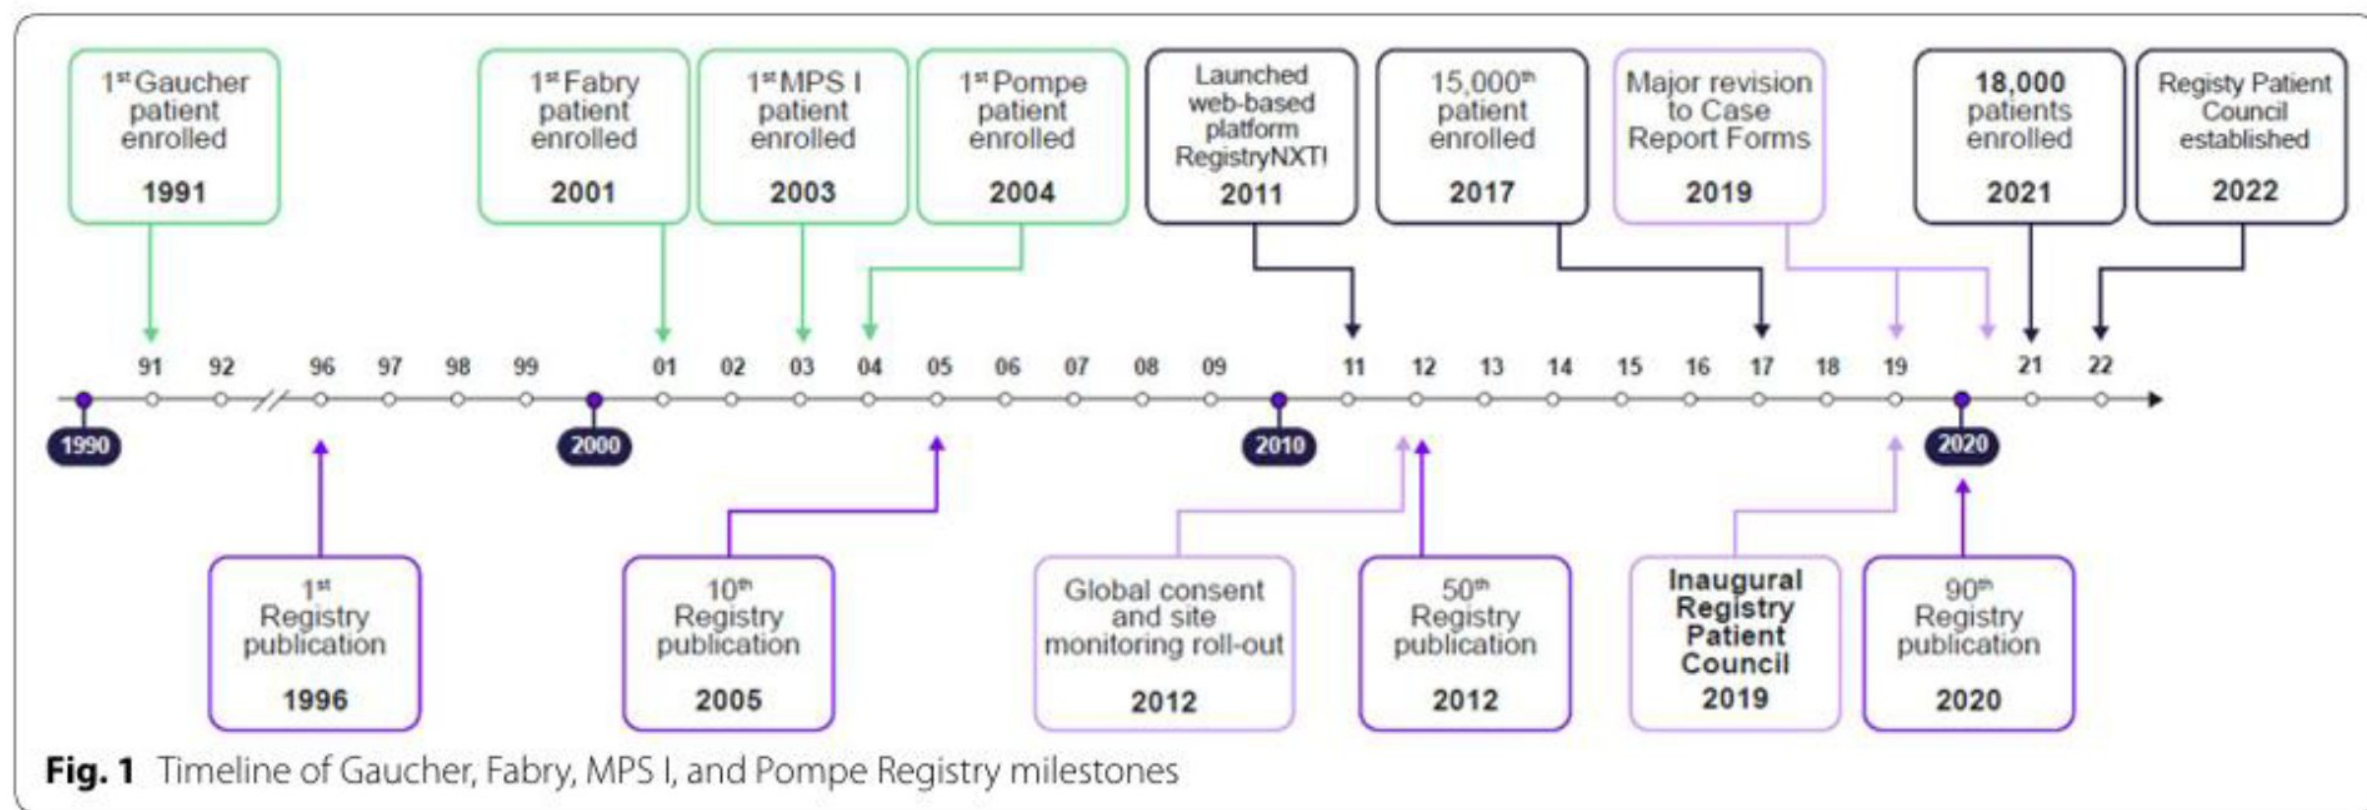 1st Gaucher
patient
enrolled
1991
1st Fabry
patient
enrolled
2001
1st MPS I
patient
enrolled
2003
1st Pompe
patient
enrolled
2004
Launched
web-based
platform
RegistryNXT!
2011
15,000th
patient
enrolled
2017
Major revision
to Case
Report Forms
2019
18,000
patients
enrolled
2021
Registy Patient
Council
established
2022
91 92 96 97 98 99 01 02 03 04 05 06 07 08 09 11 12 13 14 15 16 17 18 19 21 22
1990 2000 2010 2020
1st
Registry
publication
1996
10th
Registry
publication
2005
Global consent
and site
monitoring roll-out
2012
50th
Registry
publication
2012
Inaugural
Registry
Patient
Council
2019
90th
Registry
publication
2020
Fig. 1 Timeline of Gaucher, Fabry, MPS I, and Pompe Registry milestones